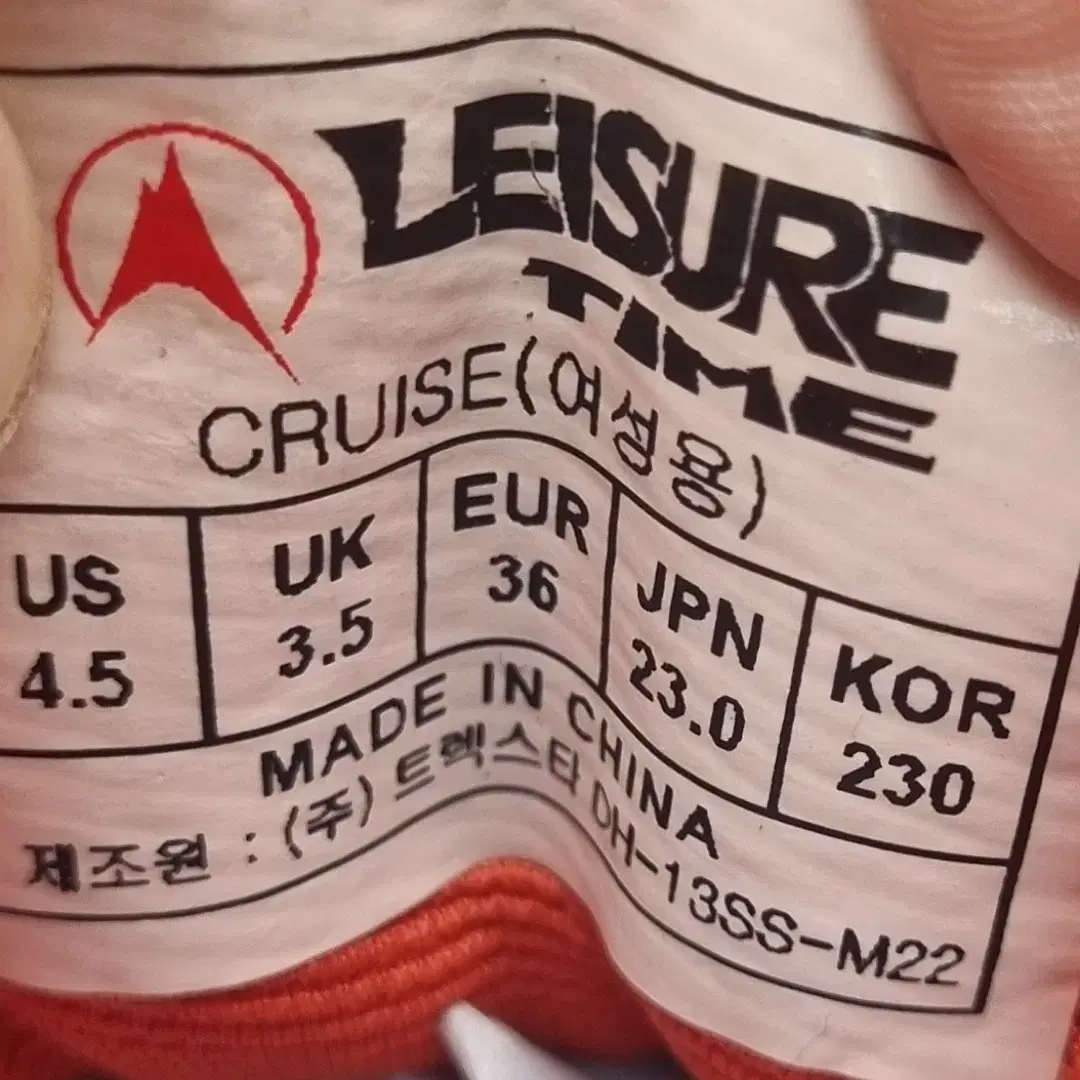 LEISURE
TIME
CRUISE(여성용)
US UK EUR JPN KOR
4.5 3.5 36 23.0 230
MADE IN CHINA
제조원 : (주) 트렉스타 DH-13SS-M22